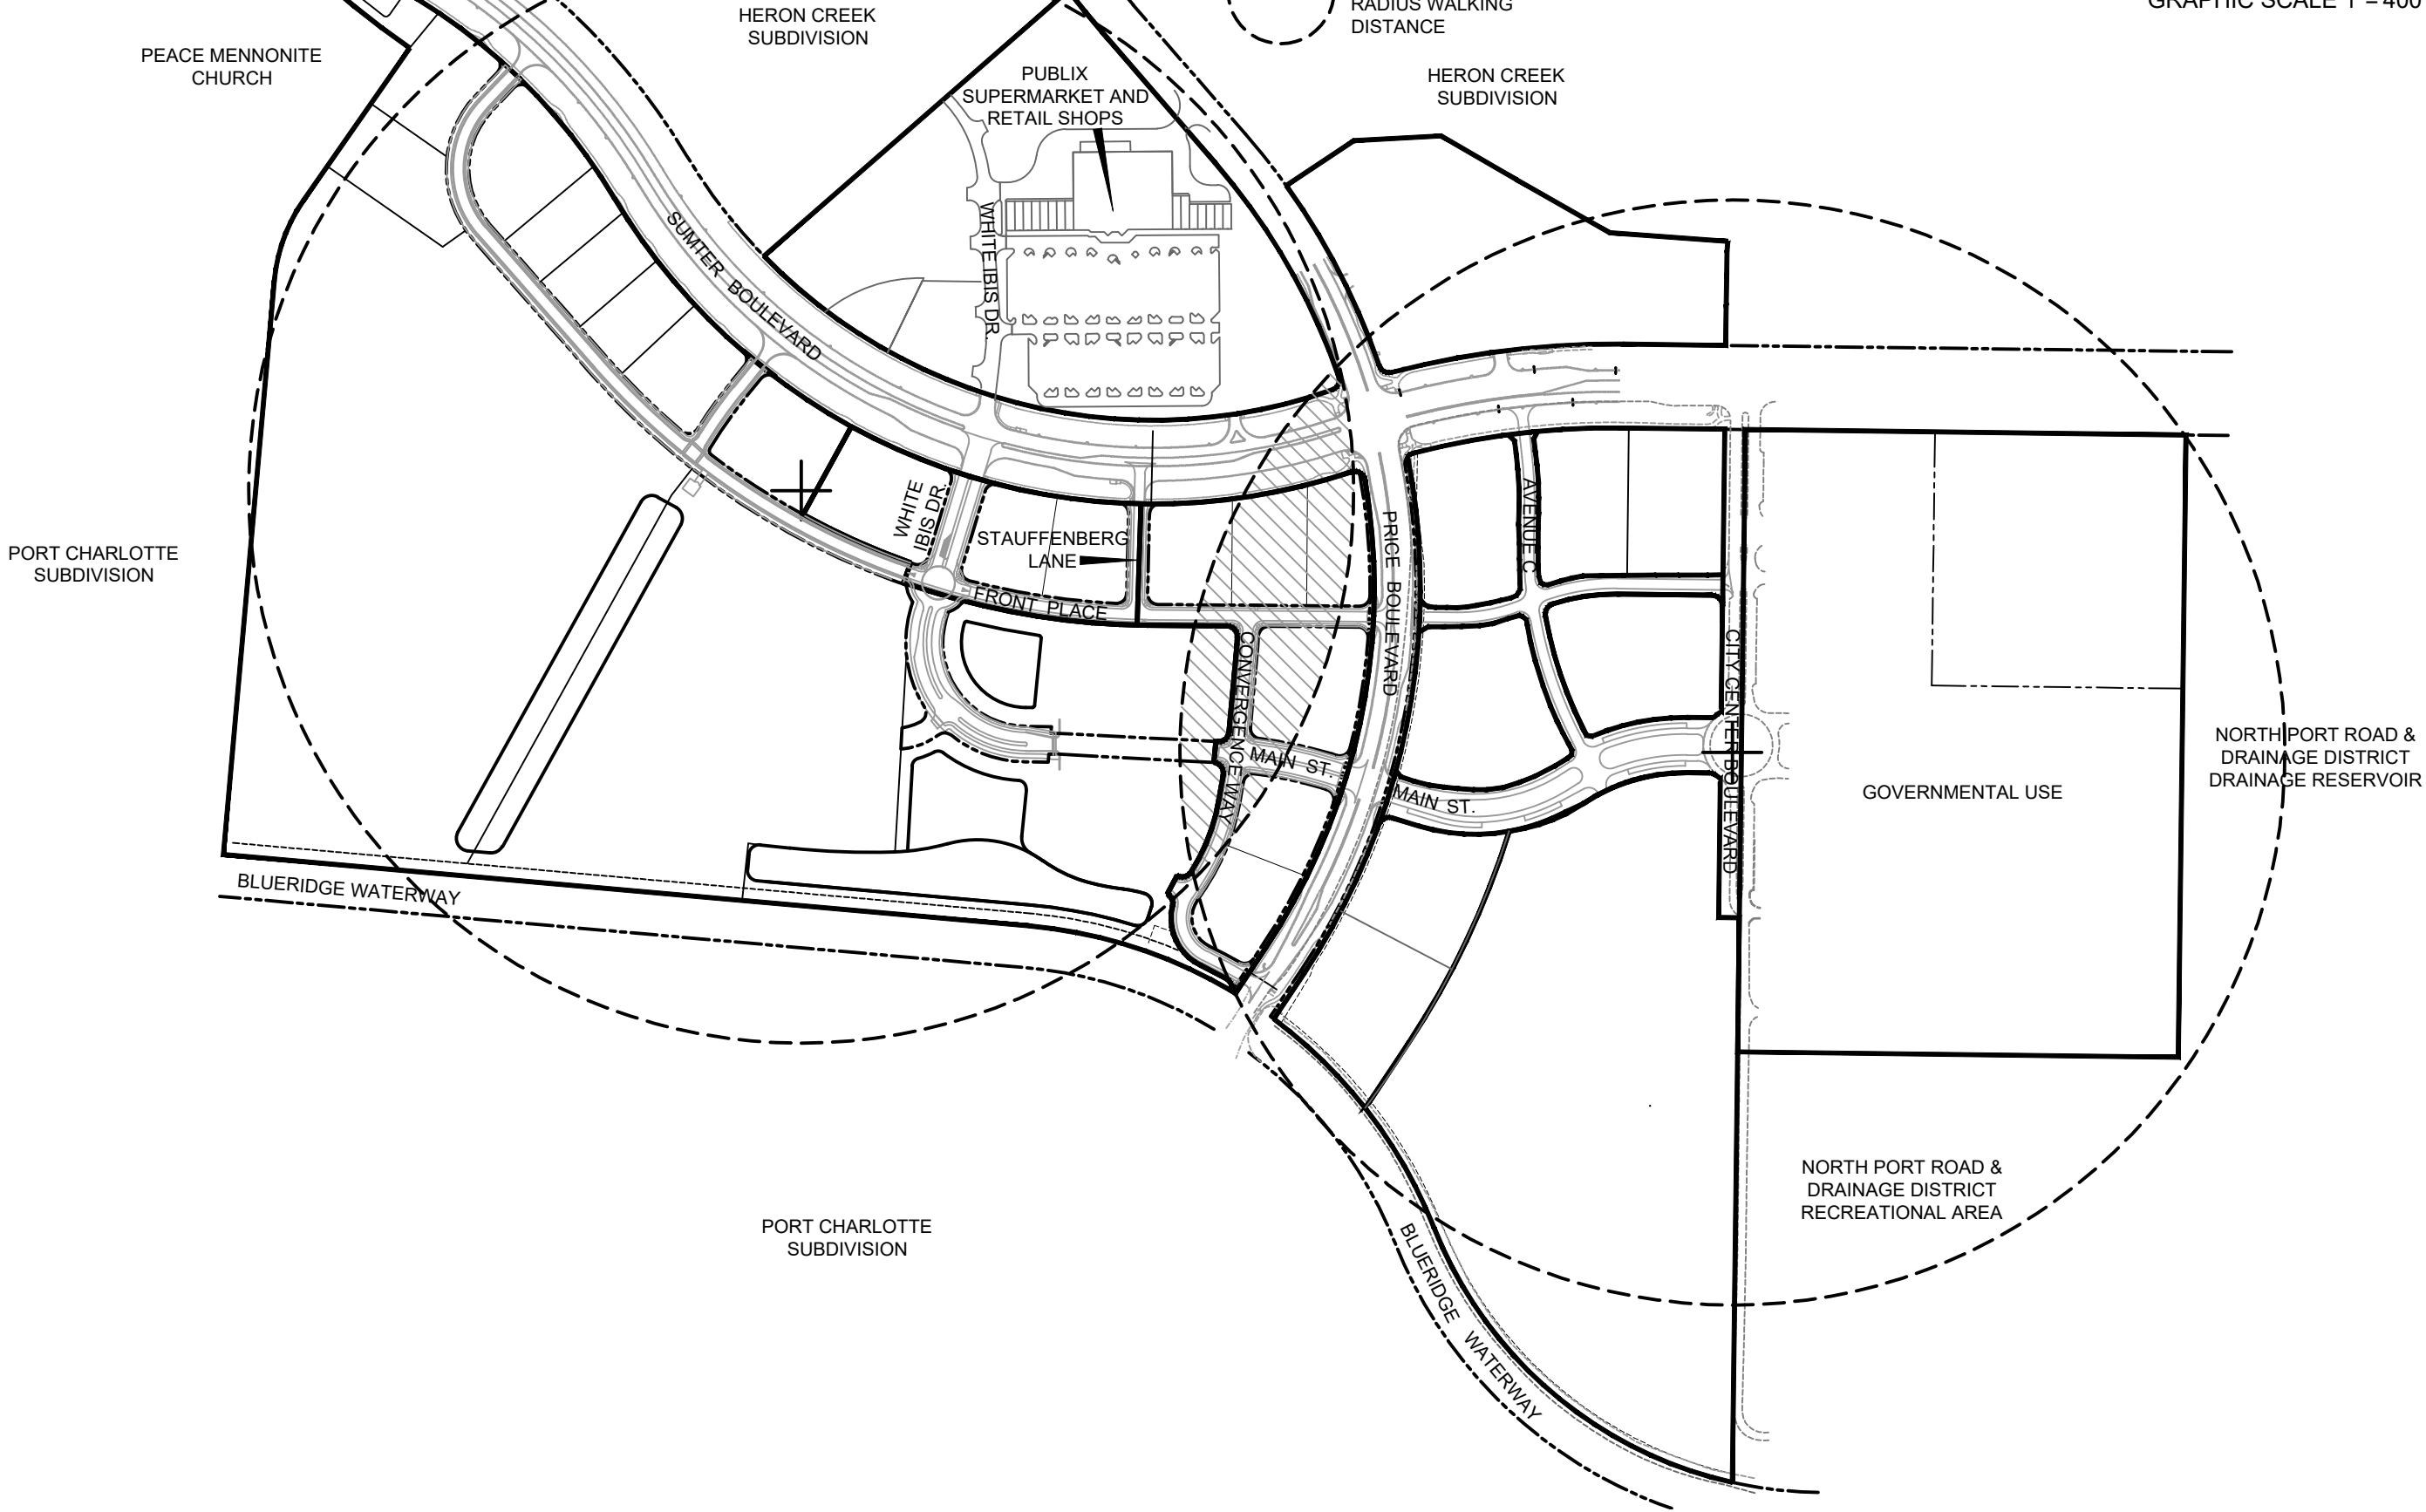 HERON CREEK
SUBDIVISION
RADIUS WALKING
DISTANCE
GRAPHIC SCALE 1" = 400'
PEACE MENNONITE
CHURCH
PUBLIX
SUPERMARKET AND
RETAIL SHOPS
HERON CREEK
SUBDIVISION
SUMTER BOULEVARD
WHITE IBIS DR.
PORT CHARLOTTE
SUBDIVISION
WHITE
IBIS DR.
STAUFFENBERG
LANE
FRONT PLACE
PRICE BOULEVARD
AVENUE C
CONVERGENCE WAY
MAIN ST.
MAIN ST.
CITY CENTER BOULEVARD
GOVERNMENTAL USE
NORTH PORT ROAD &
DRAINAGE DISTRICT
DRAINAGE RESERVOIR
BLUERIDGE WATERWAY
NORTH PORT ROAD &
DRAINAGE DISTRICT
RECREATIONAL AREA
PORT CHARLOTTE
SUBDIVISION
BLUERIDGE WATERWAY